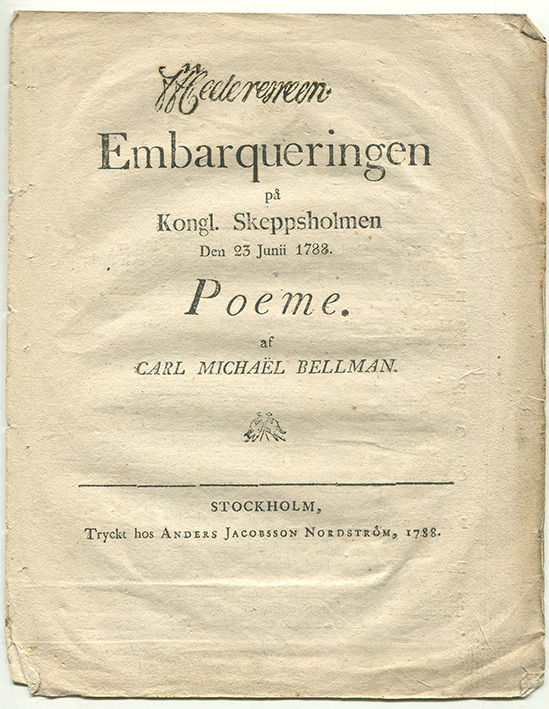 Embarqueringen
på
Kongl. Skeppsholmen
Den 23 Junii 1788.
Poeme.
af
CARL MICHAËL BELLMAN.
STOCKHOLM,
Tryckt hos ANDERS JACOBSSON NORDSTRÖM, 1788.